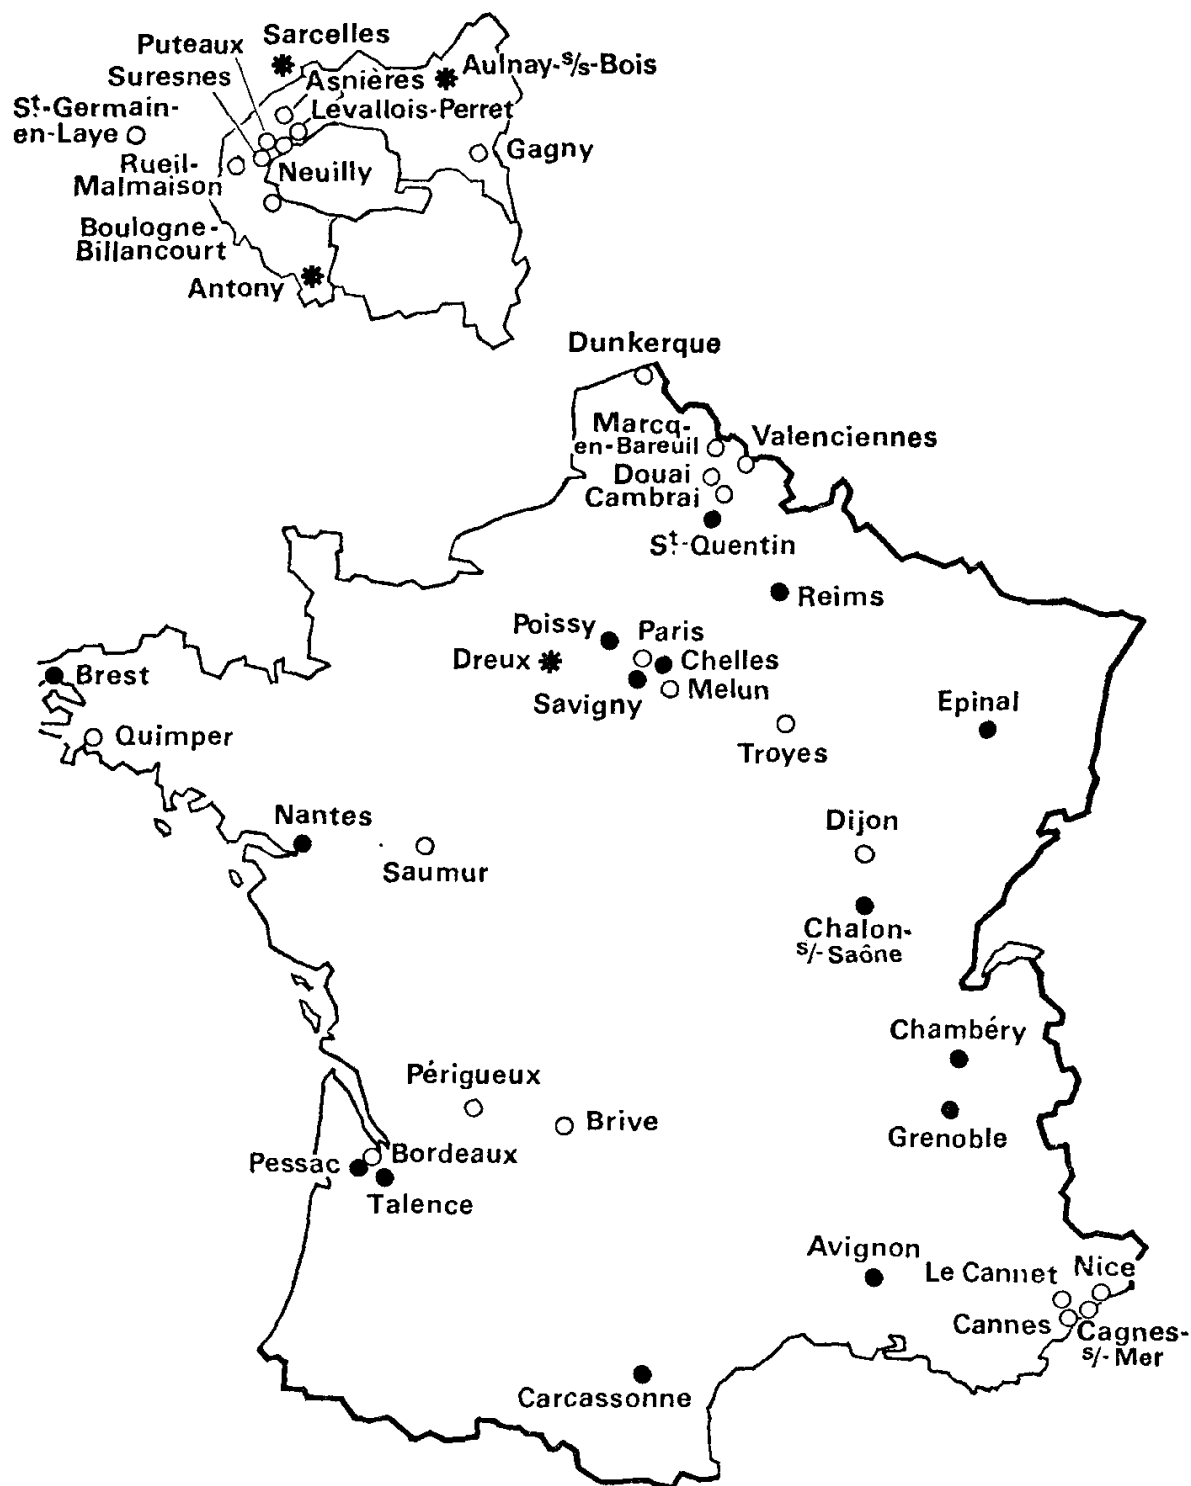 Sarcelles
Puteaux
Suresnes
Asnières
Aulnay-s/s-Bois
St-Germain-
en-Laye
Levallois-Perret
Gagny
Rueil-
Malmaison
Neuilly
Boulogne-
Billancourt
Antony
Dunkerque
Marcq-
en-Bareuil
Valenciennes
Douai
Cambrai
St-Quentin
Reims
Poissy
Paris
Dreux
Chelles
Melun
Savigny
Brest
Epinal
Quimper
Troyes
Nantes
Dijon
Saumur
Chalon-
s/-Saône
Chambéry
Périgueux
Brive
Grenoble
Bordeaux
Pessac
Talence
Avignon
Le Cannet
Nice
Cannes
Cagnes-
s/-Mer
Carcassonne